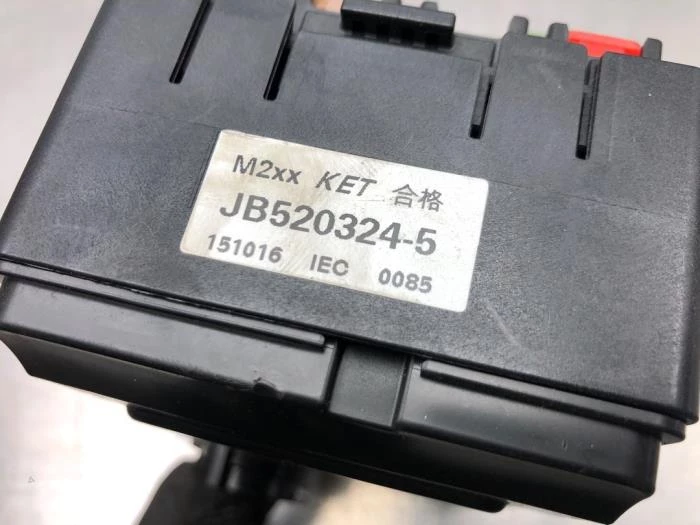 M2xx KET 合格
JB520324-5
151016 IEC 0085